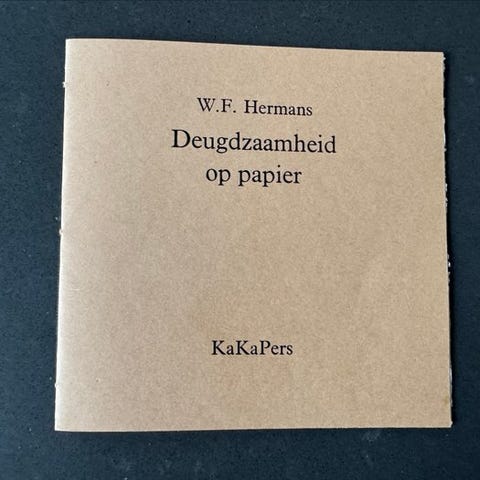 W.F. Hermans
Deugdzaamheid
op papier
KaKaPers